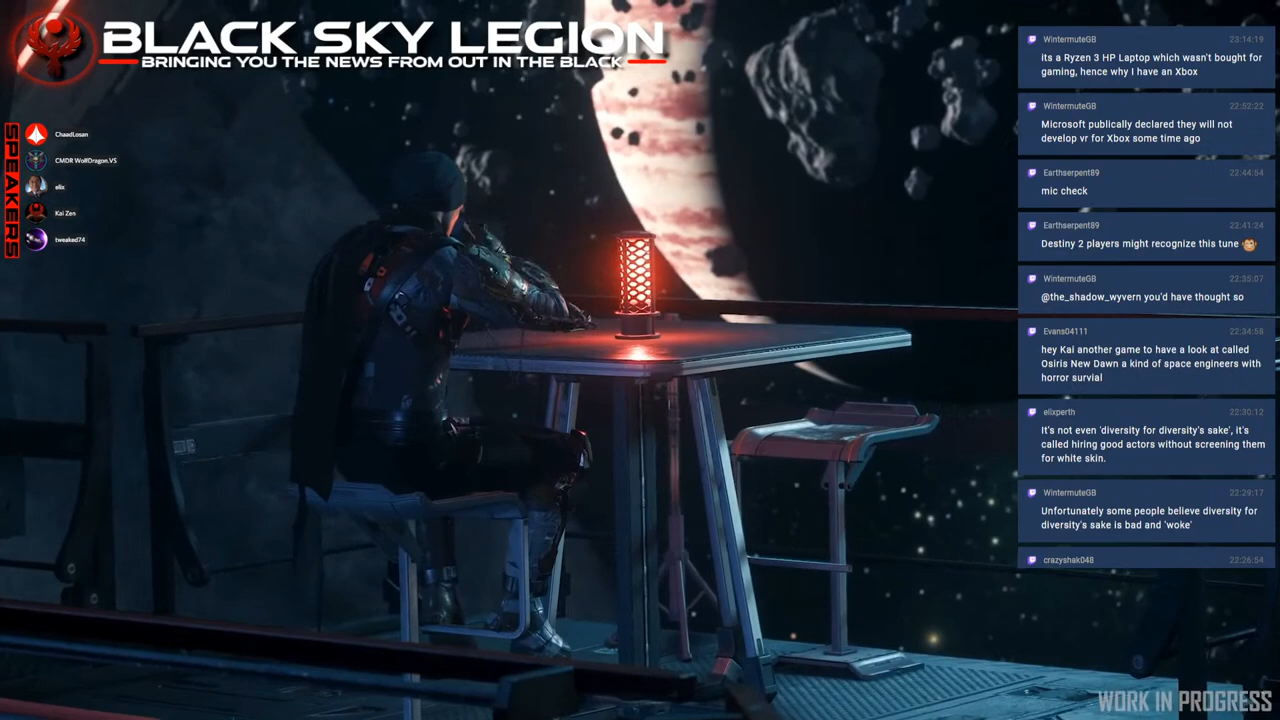 BLACK SKY LEGION
BRINGING YOU THE NEWS FROM OUT IN THE BLACK
SPEAKERS
ChaadLosan
CMDR WolfDragon.VS
elix
Kai Zen
tweaked74
WintermuteGB 23:14:19
Its a Ryzen 3 HP Laptop which wasn't bought for
gaming, hence why I have an Xbox
WintermuteGB 22:52:22
Microsoft publically declared they will not
develop vr for Xbox some time ago
Earthserpent89 22:44:54
mic check
Earthserpent89 22:41:24
Destiny 2 players might recognize this tune
WintermuteGB 22:35:07
@the_shadow_wyvern you'd have thought so
Evans04111 22:34:58
hey Kai another game to have a look at called
Osiris New Dawn a kind of space engineers with
horror survial
elixperth 22:30:12
It's not even 'diversity for diversity's sake', it's
called hiring good actors without screening them
for white skin.
WintermuteGB 22:29:17
Unfortunately some people believe diversity for
diversity's sake is bad and 'woke'
crazyshak048 22:26:54
WORK IN PROGRESS